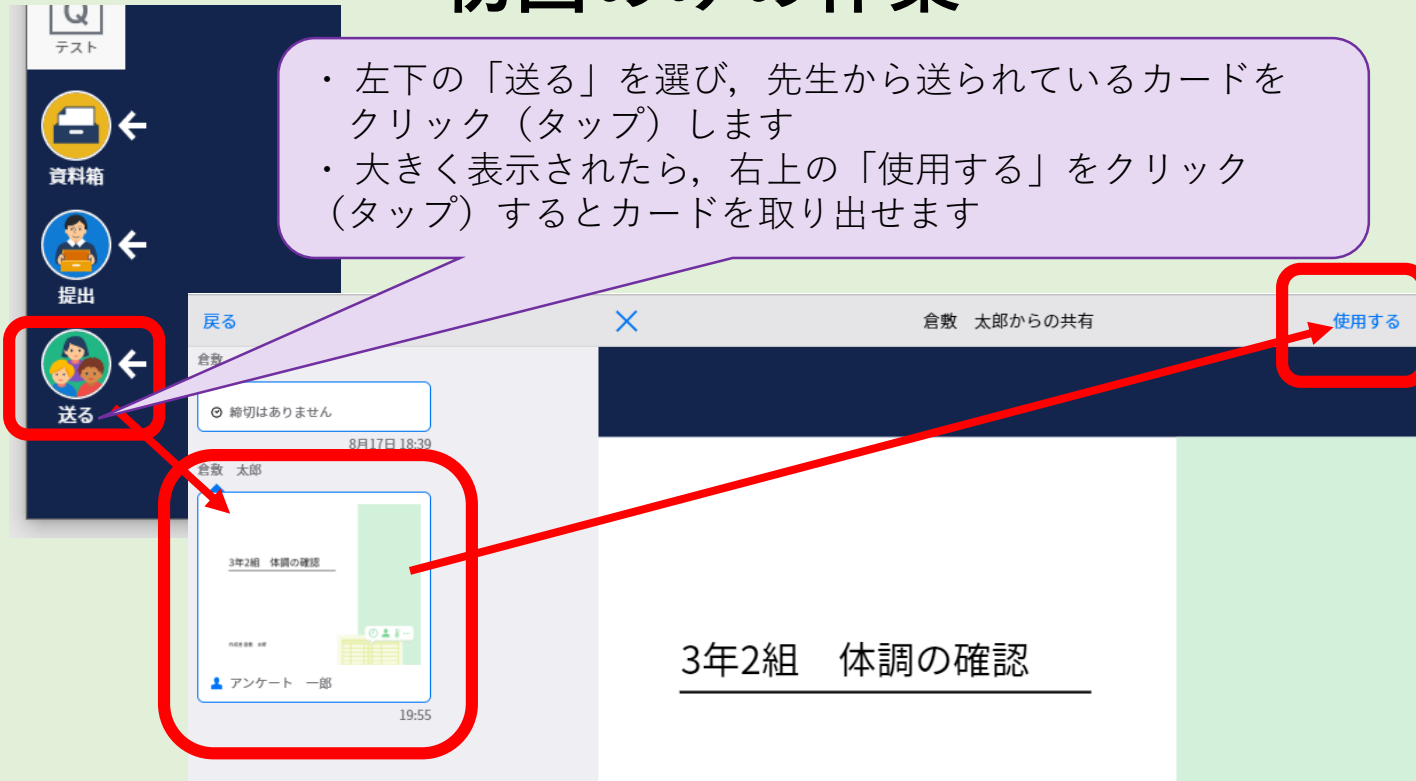 初回のみの作業
Q
テスト
・左下の「送る」を選び，先生から送られているカードを
クリック（タップ）します
・大きく表示されたら，右上の「使用する」をクリック
（タップ）するとカードを取り出せます
資料箱
提出
送る
戻る
倉敷　太郎からの共有
使用する
倉敷
締切はありません
8月17日 18:39
倉敷　太郎
3年2組　体調の確認
アンケート　一郎
19:55
3年2組　体調の確認